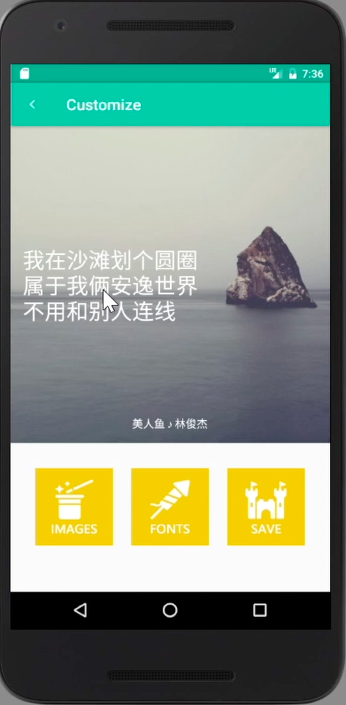 7:36
Customize
我在沙滩划个圆圈
属于我俩安逸世界
不用和别人连线
美人鱼 ♪ 林俊杰
IMAGES
FONTS
SAVE